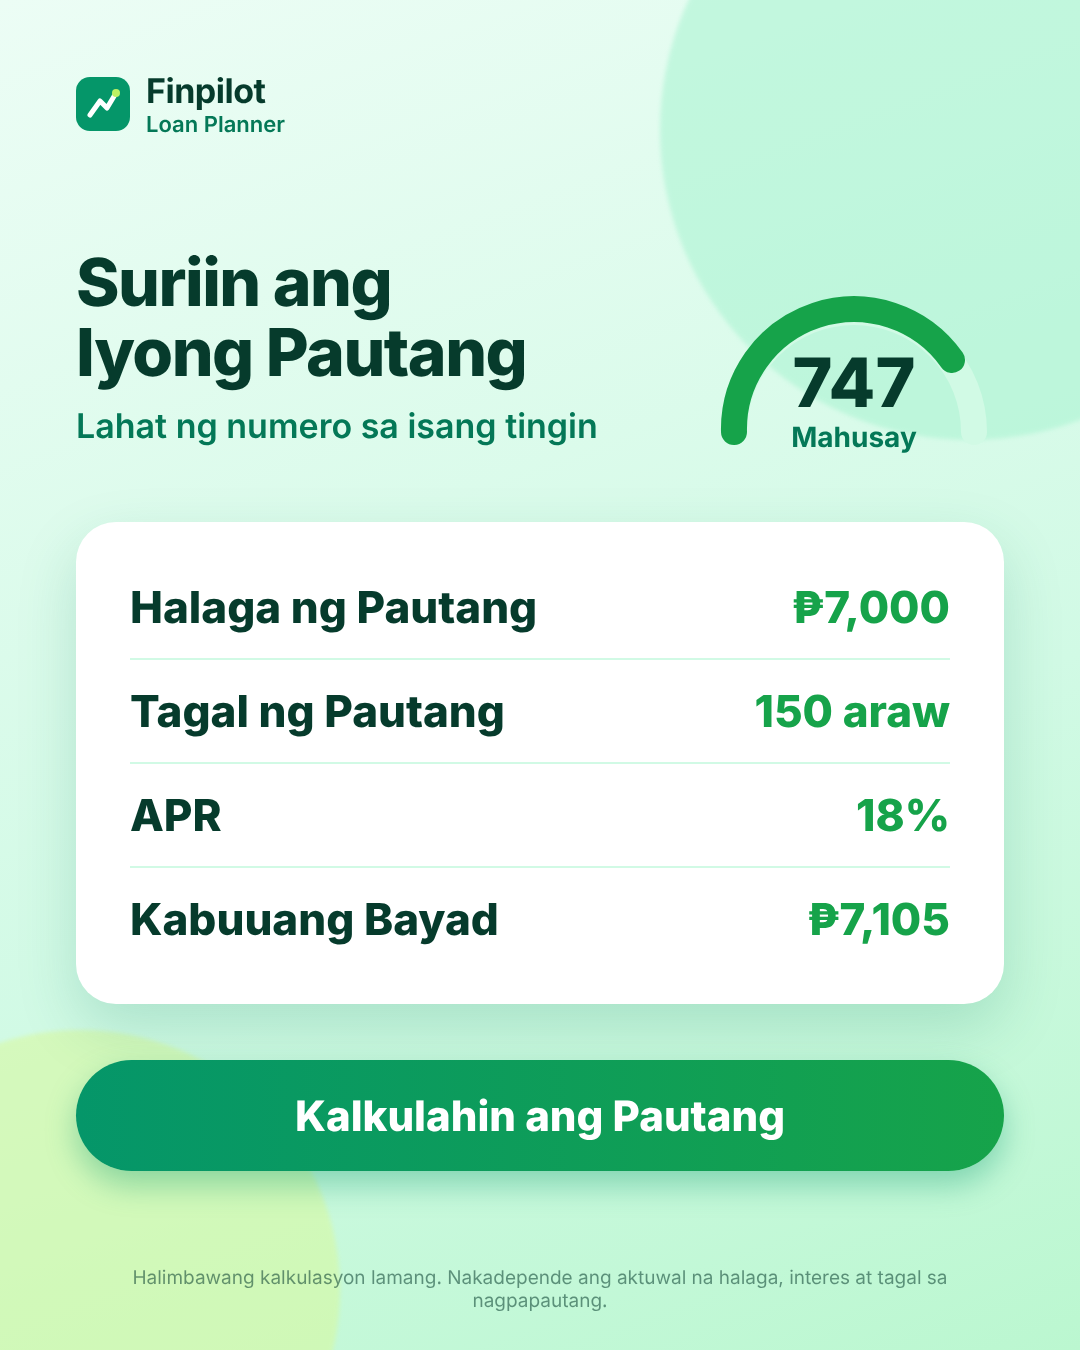 Finpilot
Loan Planner
Suriin ang
Iyong Pautang
Lahat ng numero sa isang tingin
747
Mahusay
Halaga ng Pautang ₱7,000
Tagal ng Pautang 150 araw
APR 18%
Kabuuang Bayad ₱7,105
Kalkulahin ang Pautang
Halimbawang kalkulasyon lamang. Nakadepende ang aktuwal na halaga, interes at tagal sa
nagpapautang.